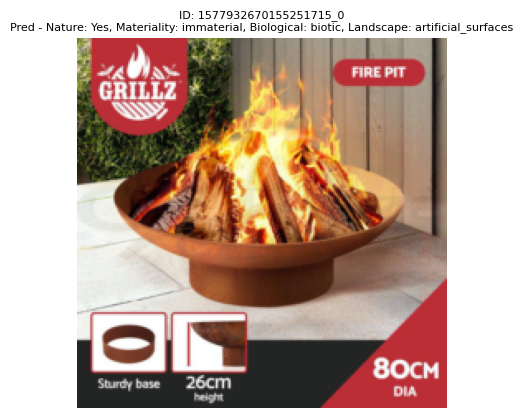 ID: 1577932670155251715_0
Pred - Nature: Yes, Materiality: immaterial, Biological: biotic, Landscape: artificial_surfaces
GRILLZ
FIRE PIT
Sturdy base
26cm
height
80CM
DIA